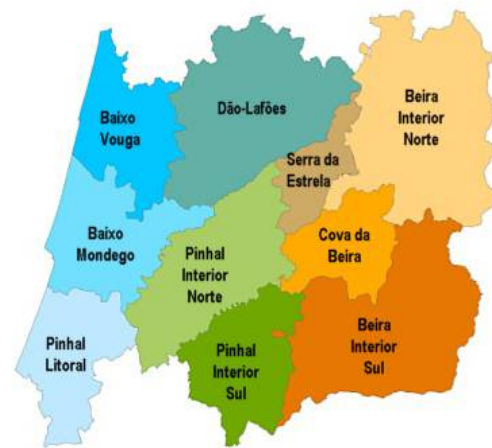 Baixo
Vouga
Dão-Lafões
Beira
Interior
Norte
Serra da
Estrela
Baixo
Mondego
Pinhal
Interior
Norte
Cova da
Beira
Pinhal
Litoral
Pinhal
Interior
Sul
Beira
Interior
Sul